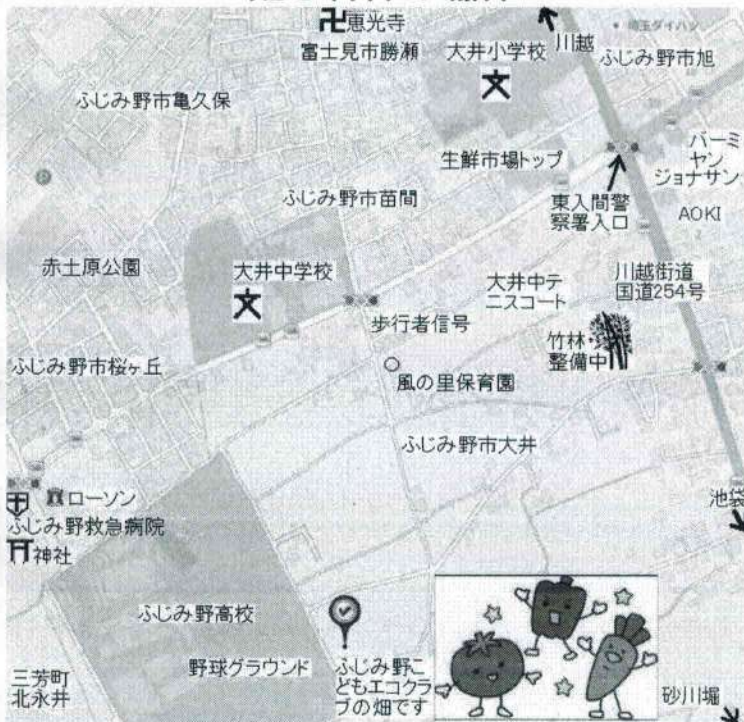 恵光寺
川越
埼玉ダイハツ
富士見市勝瀬
大井小学校
ふじみ野市旭
ふじみ野市亀久保
生鮮市場トップ
バーミ
ヤン
ジョナサン
ふじみ野市苗間
東入間警
察署入口
AOKI
赤土原公園
大井中学校
大井中テ
ニスコート
川越街道
国道254号
歩行者信号
竹林・
整備中
ふじみ野市桜ヶ丘
風の里保育園
ふじみ野市大井
ローソン
池袋
ふじみ野救急病院
神社
ふじみ野高校
野球グラウンド
ふじみ野こ
どもエコクラ
ブの畑です
三芳町
北永井
砂川堀